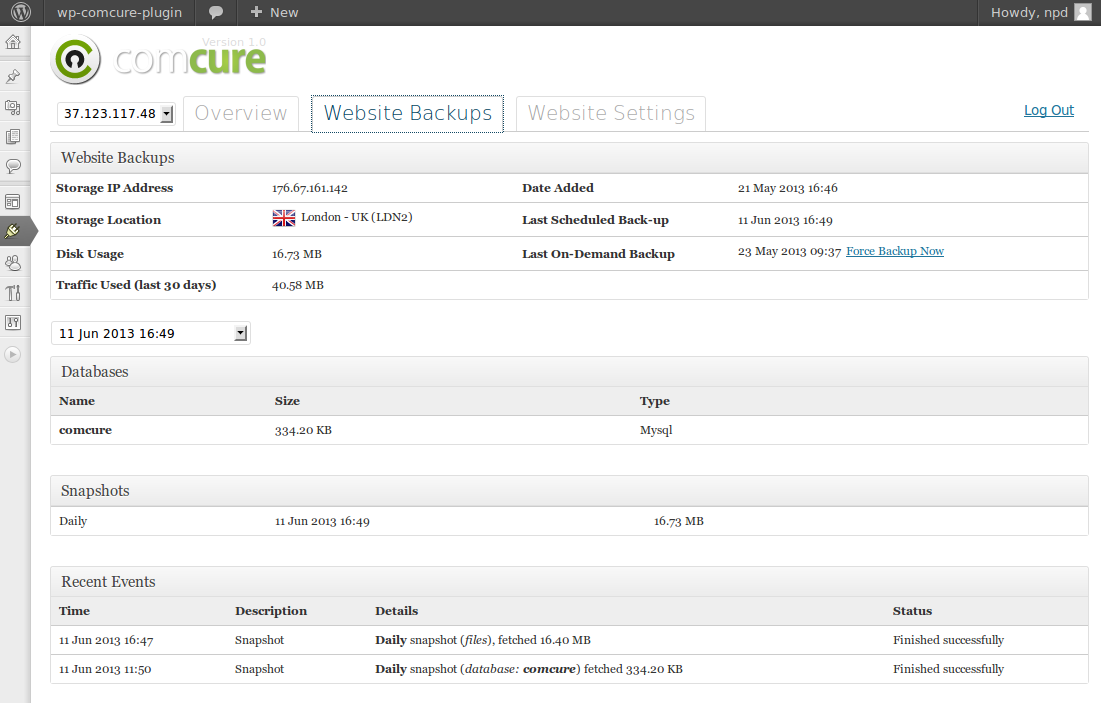 wp-comcure-plugin + New Howdy, npd
Version 1.0
comcure
37.123.117.48 Overview Website Backups Website Settings Log Out
Website Backups
Storage IP Address 176.67.161.142 Date Added 21 May 2013 16:46
Storage Location London - UK (LDN2) Last Scheduled Back-up 11 Jun 2013 16:49
Disk Usage 16.73 MB Last On-Demand Backup 23 May 2013 09:37 Force Backup Now
Traffic Used (last 30 days) 40.58 MB
11 Jun 2013 16:49
Databases
Name Size Type
comcure 334.20 KB Mysql
Snapshots
Daily 11 Jun 2013 16:49 16.73 MB
Recent Events
Time Description Details Status
11 Jun 2013 16:47 Snapshot Daily snapshot (files), fetched 16.40 MB Finished successfully
11 Jun 2013 11:50 Snapshot Daily snapshot (database: comcure) fetched 334.20 KB Finished successfully